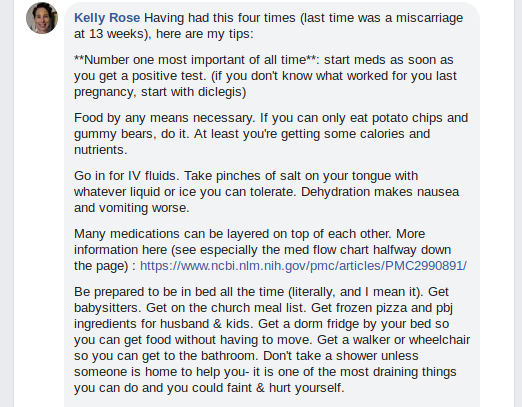 Kelly Rose Having had this four times (last time was a miscarriage
at 13 weeks), here are my tips:
**Number one most important of all time**: start meds as soon as
you get a positive test. (if you don't know what worked for you last
pregnancy, start with diclegis)
Food by any means necessary. If you can only eat potato chips and
gummy bears, do it. At least you're getting some calories and
nutrients.
Go in for IV fluids. Take pinches of salt on your tongue with
whatever liquid or ice you can tolerate. Dehydration makes nausea
and vomiting worse.
Many medications can be layered on top of each other. More
information here (see especially the med flow chart halfway down
the page) : https://www.ncbi.nlm.nih.gov/pmc/articles/PMC2990891/
Be prepared to be in bed all the time (literally, and I mean it). Get
babysitters. Get on the church meal list. Get frozen pizza and pbj
ingredients for husband & kids. Get a dorm fridge by your bed so
you can get food without having to move. Get a walker or wheelchair
so you can get to the bathroom. Don't take a shower unless
someone is home to help you- it is one of the most draining things
you can do and you could faint & hurt yourself.